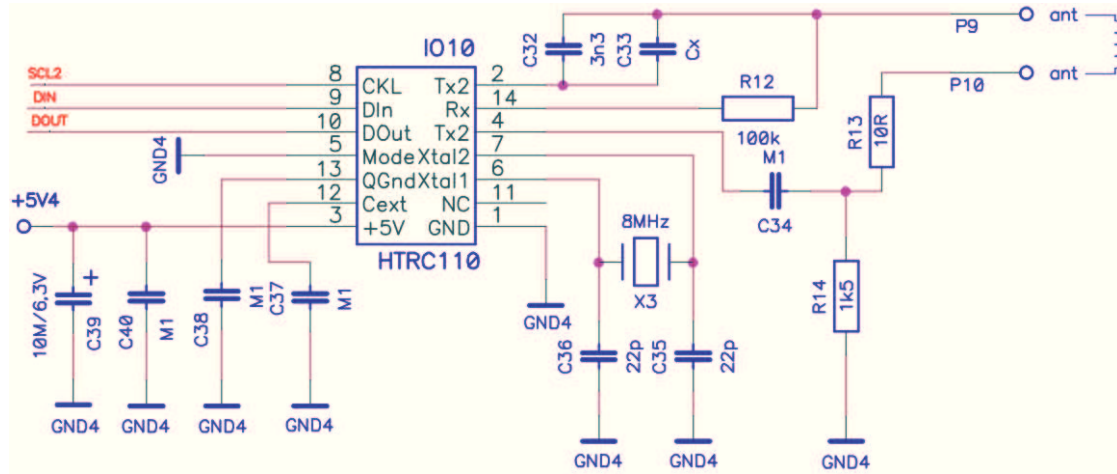 IO10
HTRC110
SCL2
DIN
DOUT
8 CKL
9 DIn
10 DOut
5 Mode
13 QGnd
12 Cext
3 +5V
Tx2 2
Rx 14
Tx2 4
Xtal2 7
Xtal1 6
NC 11
GND 1
GND4
+5V4
10M/6,3V
+
C39
C40
M1
C38
M1
C37
M1
GND4
GND4
GND4
GND4
C32
3n3
C33
Cx
R12
100k
M1
C34
R13
10R
R14
1k5
P9
ant
P10
ant
8MHz
X3
GND4
C36
22p
C35
22p
GND4
GND4
GND4